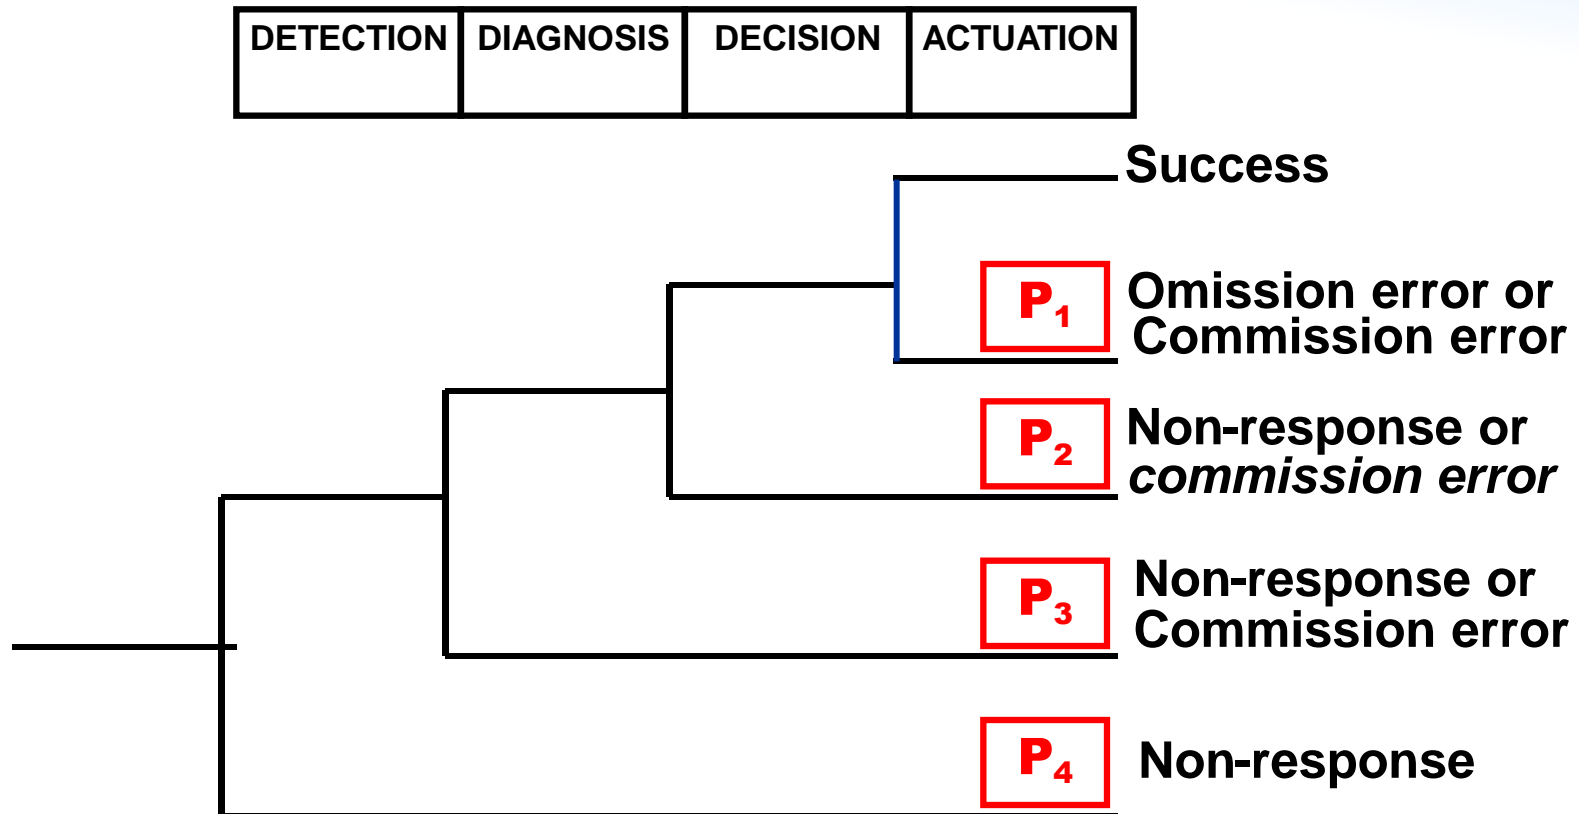 DETECTION DIAGNOSIS DECISION ACTUATION
Success
P₁ Omission error or
Commission error
P₂ Non-response or
commission error
P₃ Non-response or
Commission error
P₄ Non-response